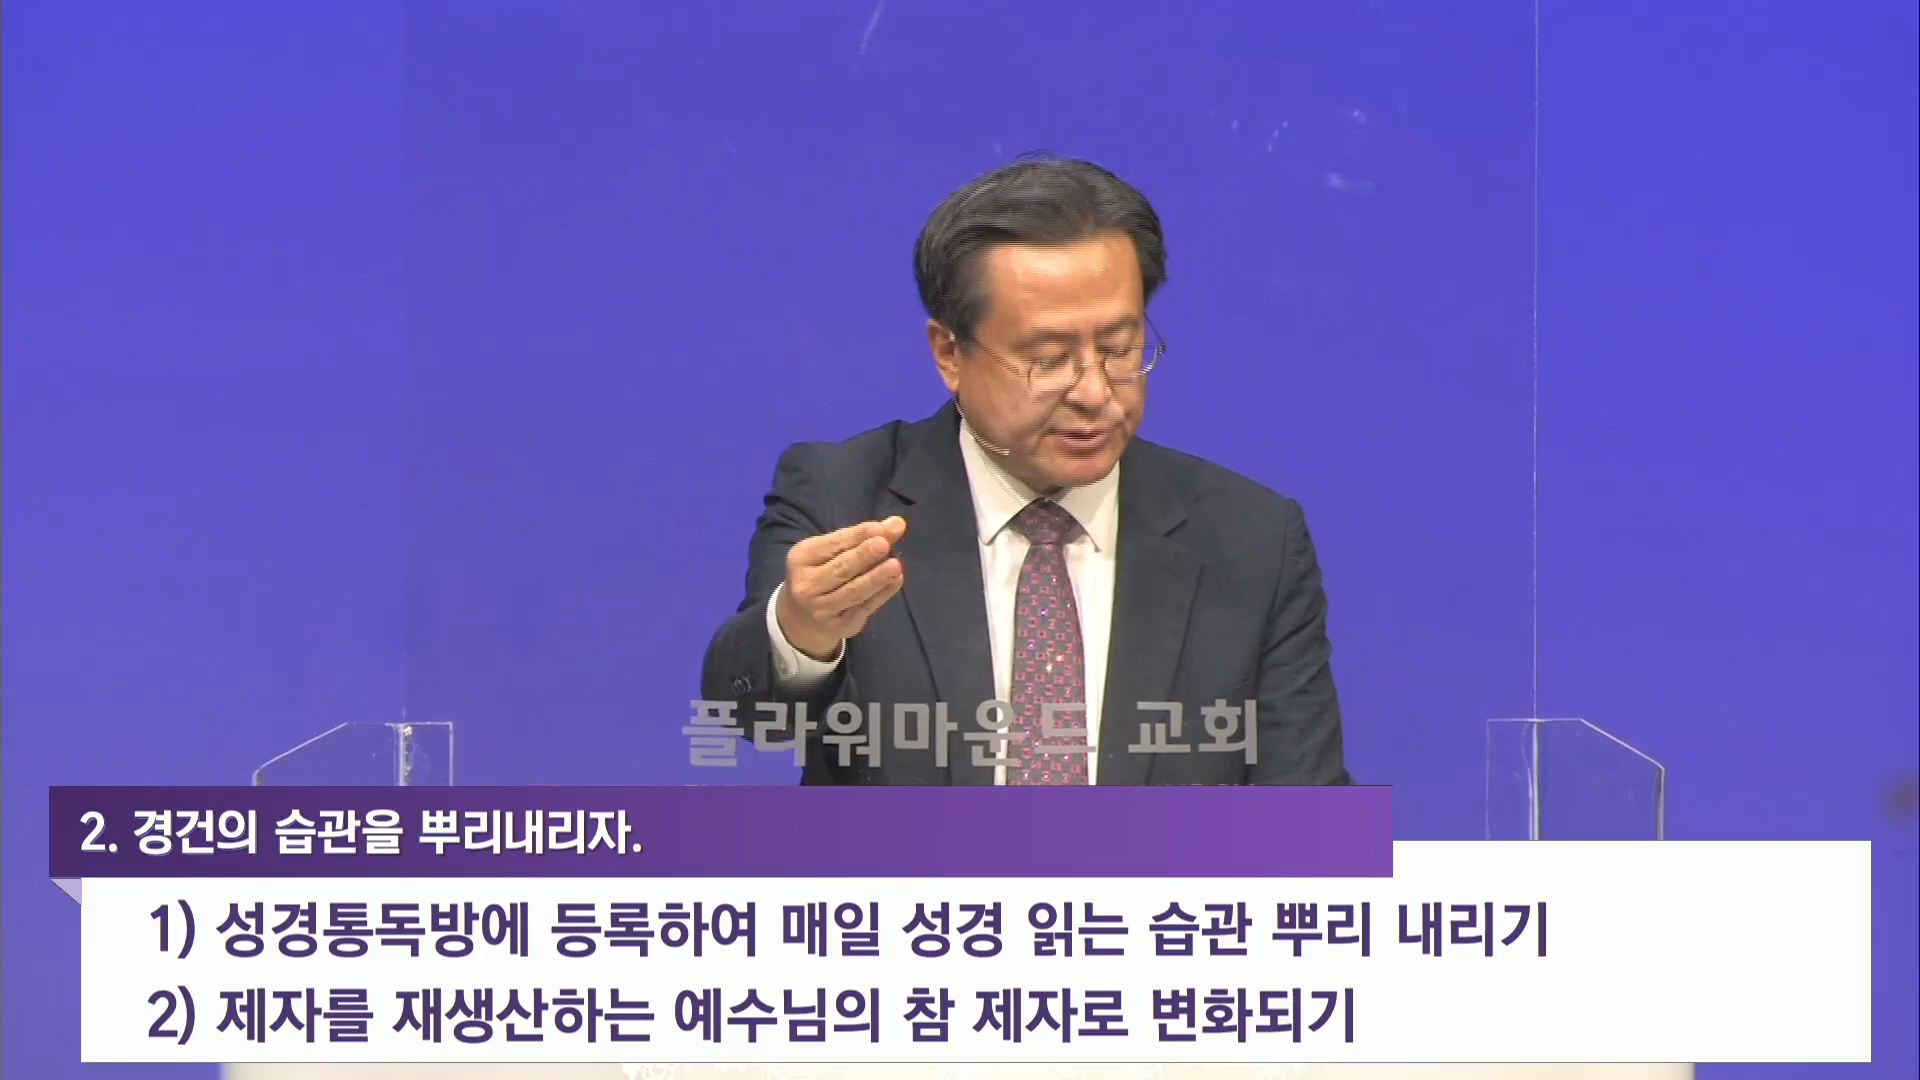 플라워마운드 교회
2. 경건의 습관을 뿌리내리자.
1) 성경통독방에 등록하여 매일 성경 읽는 습관 뿌리 내리기
2) 제자를 재생산하는 예수님의 참 제자로 변화되기